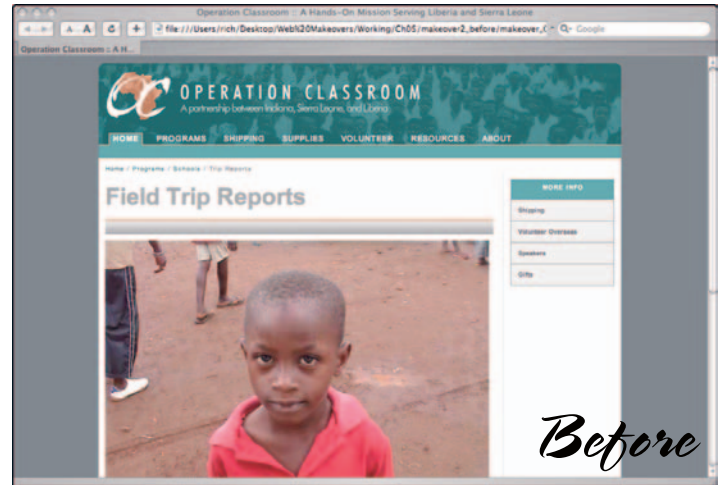 Operation Classroom :: A Hands-On Mission Serving Liberia and Sierra Leone
A A
file:///Users/rich/Desktop/Web%20Makeovers/Working/Ch05/makeover2_before/makeover_
Google
Operation Classroom :: A H...
OC OPERATION CLASSROOM
A partnership between Indiana, Sierra Leone, and Liberia
HOME PROGRAMS SHIPPING SUPPLIES VOLUNTEER RESOURCES ABOUT
Home / Programs / Schools / Trip Reports
Field Trip Reports
MORE INFO
Shipping
Volunteer Overseas
Speakers
Gifts
Before